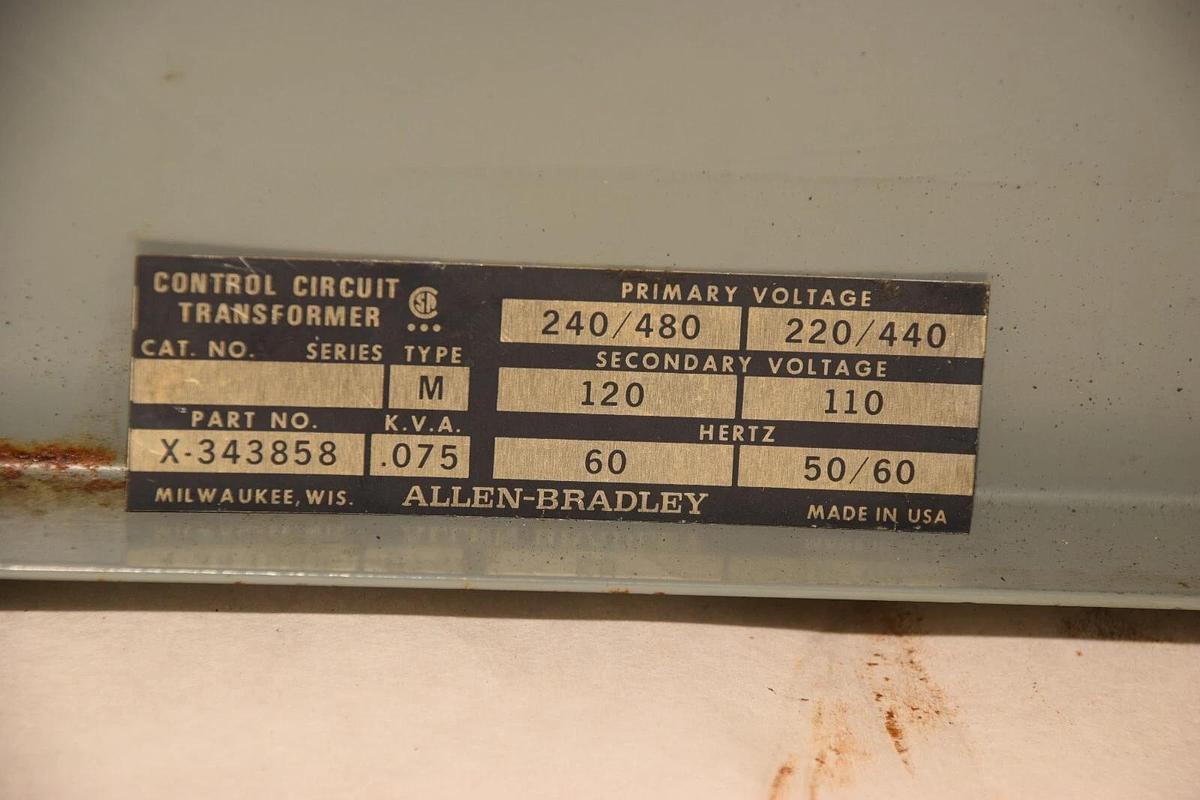 CONTROL CIRCUIT
TRANSFORMER
CSA
CAT. NO. SERIES TYPE
M
PART NO. K.V.A.
X-343858 .075
PRIMARY VOLTAGE
240/480 220/440
SECONDARY VOLTAGE
120 110
HERTZ
60 50/60
MILWAUKEE, WIS. ALLEN-BRADLEY MADE IN USA